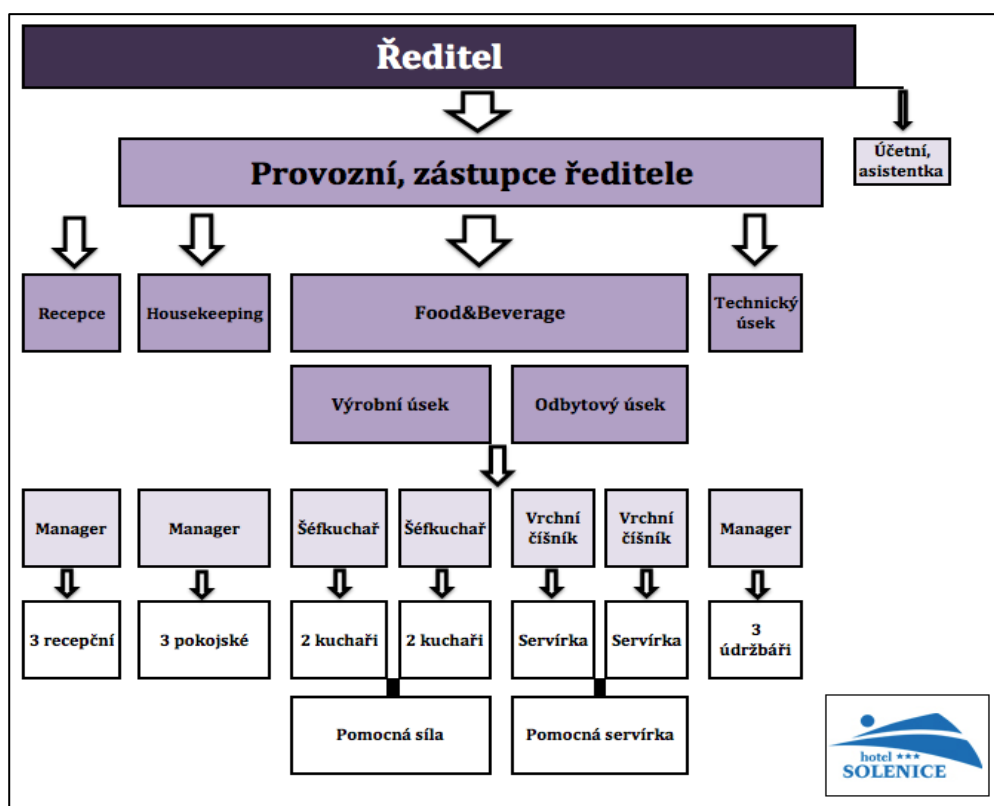 Ředitel
Účetní,
asistentka
Provozní, zástupce ředitele
Recepce
Housekeeping
Food&Beverage
Technický
úsek
Výrobní úsek
Odbytový úsek
Manager
Manager
Šéfkuchař
Šéfkuchař
Vrchní
číšník
Vrchní
číšník
Manager
3 recepční
3 pokojské
2 kuchaři
2 kuchaři
Servírka
Servírka
3
údržbáři
Pomocná síla
Pomocná servírka
hotel ***
SOLENICE